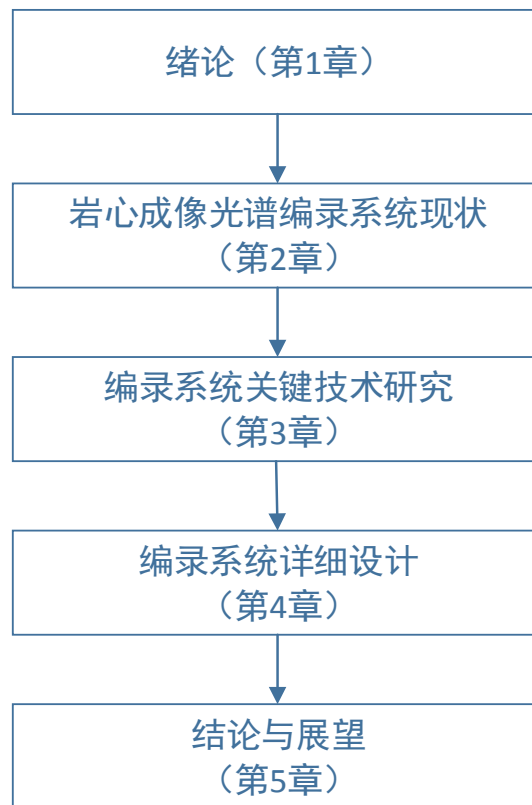 绪论（第1章）
岩心成像光谱编录系统现状
（第2章）
编录系统关键技术研究
（第3章）
编录系统详细设计
（第4章）
结论与展望
（第5章）